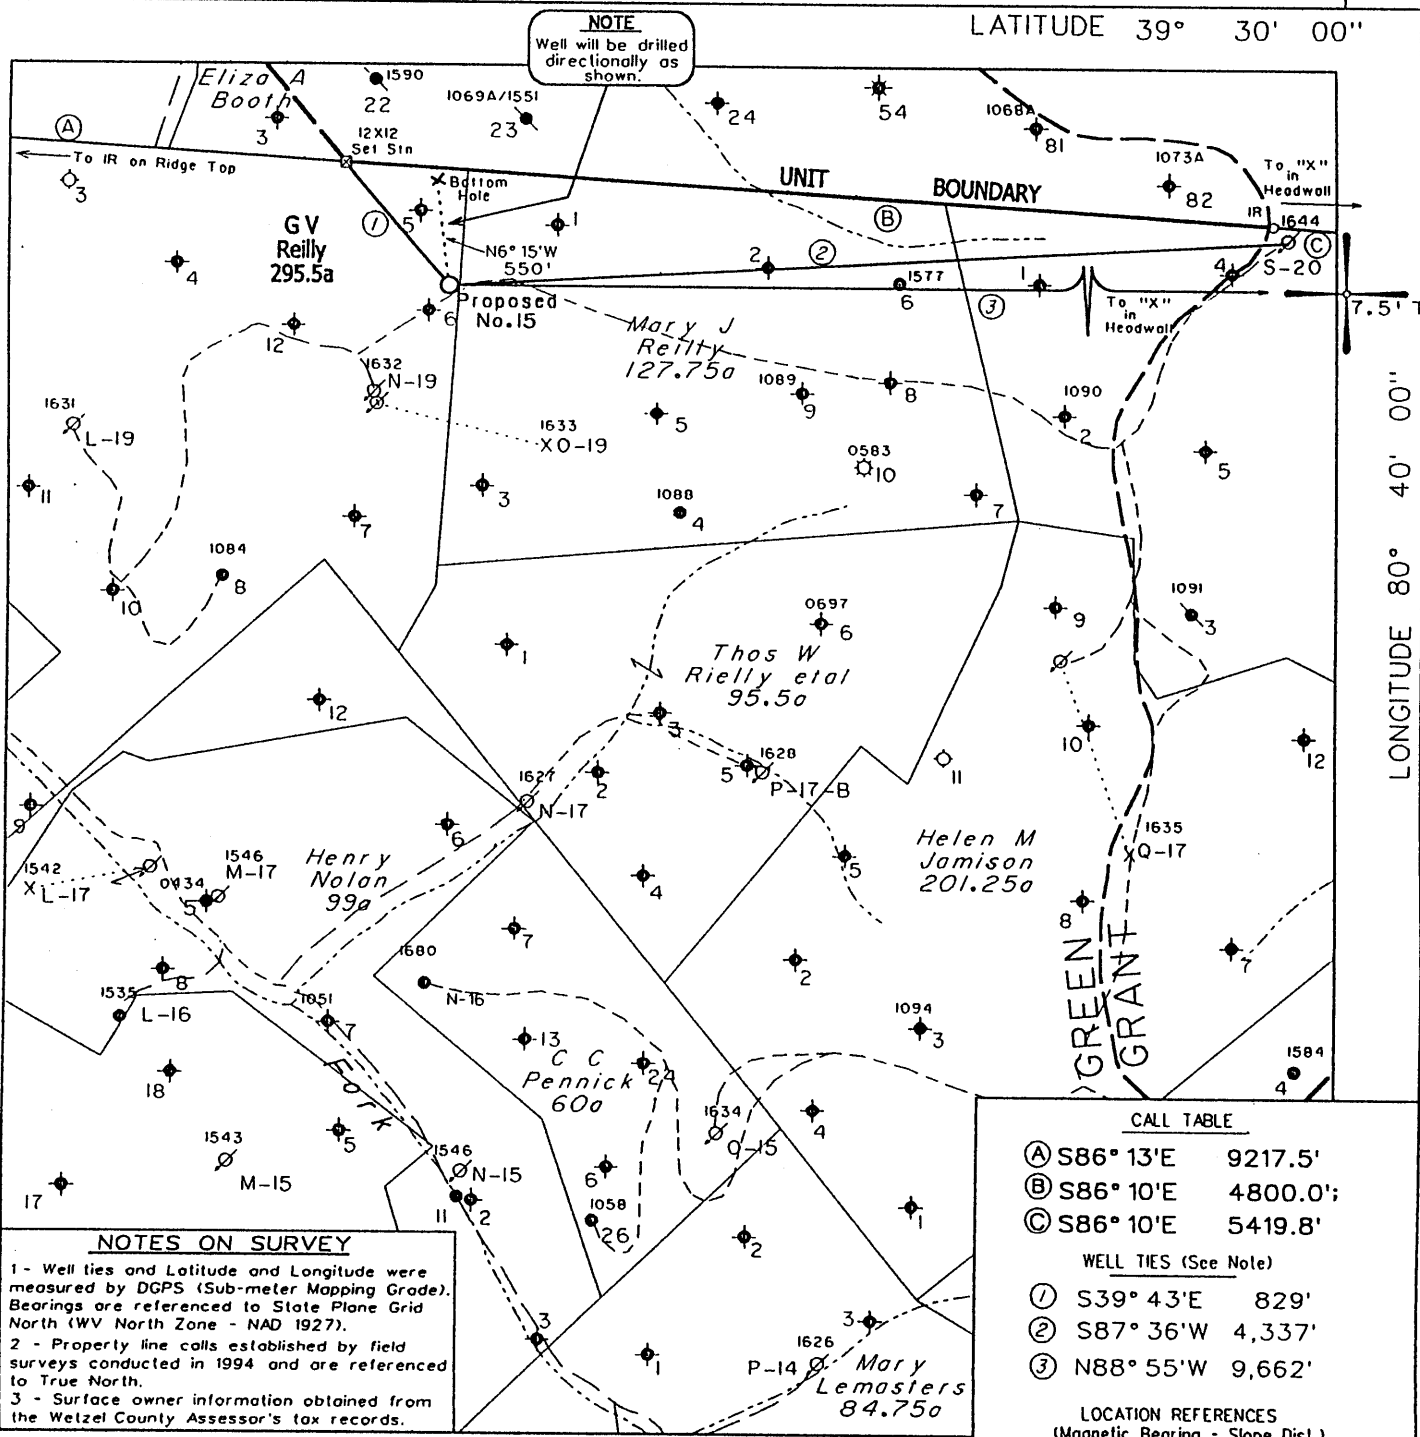 LATITUDE 39° 30' 00"
NOTE
Well will be drilled
directionally as
shown.
Eliza A
Booth
3
1590
22
1069A/1551
23
24
54
1068A
81
1073A
82
A
To IR on Ridge Top
12X12
Set Stn
3
Bottom
Hole
UNIT BOUNDARY
To "X"
in
Headwall
IR
1644
C
S-20
G V
Reilly
295.5a
1
5
1
B
N6° 15'W
550'
2
2
1577
6
1
3
To "X"
in
Headwall
4
7.5' T
4
Proposed
No.15
6
12
Mary J
Reilly
127.75a
1632
N-19
1631
L-19
1633
XO-19
5
1089
9
8
1090
2
5
0583
10
LONGITUDE 80° 40' 00"
11
7
3
1088
4
7
1084
8
10
1
0697
6
9
1091
3
Thos W
Rielly etal
95.5a
12
3
10
12
1628
5
P-17-B
11
1627
N-17
2
9
6
1542
X L-17
1546
M-17
0434
5
Henry
Nolan
99a
4
5
Helen M
Jamison
201.25a
1635
XQ-17
8
7
7
2
8
1680
N-16
1535
L-16
1051
7
13
24
1094
3
GREEN
GRANT
1584
4
18
Fork
C C
Pennick
60a
1634
O-15
4
5
1543
M-15
1546
N-15
17
11
2
6
1058
26
2
1
3
1
3
1626
P-14
Mary
Lemasters
84.75a
NOTES ON SURVEY
1 - Well ties and Latitude and Longitude were
measured by DGPS (Sub-meter Mapping Grade).
Bearings are referenced to State Plane Grid
North (WV North Zone - NAD 1927).
2 - Property line calls established by field
surveys conducted in 1994 and are referenced
to True North.
3 - Surface owner information obtained from
the Wetzel County Assessor's tax records.
CALL TABLE
A S86° 13'E 9217.5'
B S86° 10'E 4800.0';
C S86° 10'E 5419.8'
WELL TIES (See Note)
1 S39° 43'E 829'
2 S87° 36'W 4,337'
3 N88° 55'W 9,662'
LOCATION REFERENCES
(Magnetic Bearing - Slope Dist.)